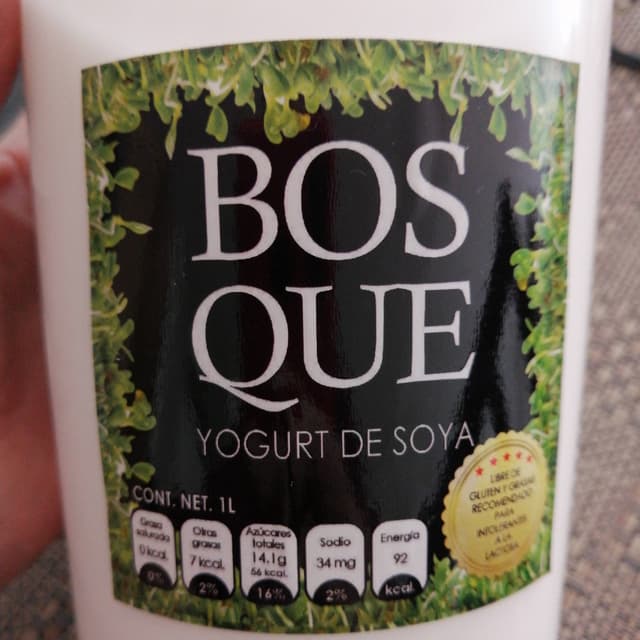 BOS
QUE
YOGURT DE SOYA
CONT. NET. 1L
Grasa
saturada
0 kcal.
0%
Otras
grasas
7 kcal.
2%
Azúcares
totales
14.1g
56 kcal.
16%
Sodio
34 mg
2%
Energía
92
kcal.
LIBRE DE
GLUTEN Y GRASAS
RECOMENDADO
PARA
INTOLERANTES
A LA
LACTOSA